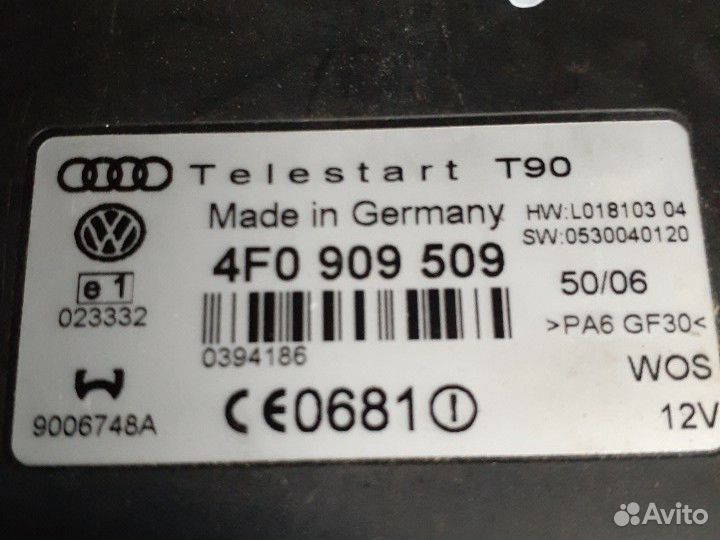 Telestart T90
Made in Germany
HW:L018103 04
SW:0530040120
4F0 909 509
e1
023332
50/06
>PA6 GF30<
0394186
9006748A
CE0681
WOS
12V
Avito